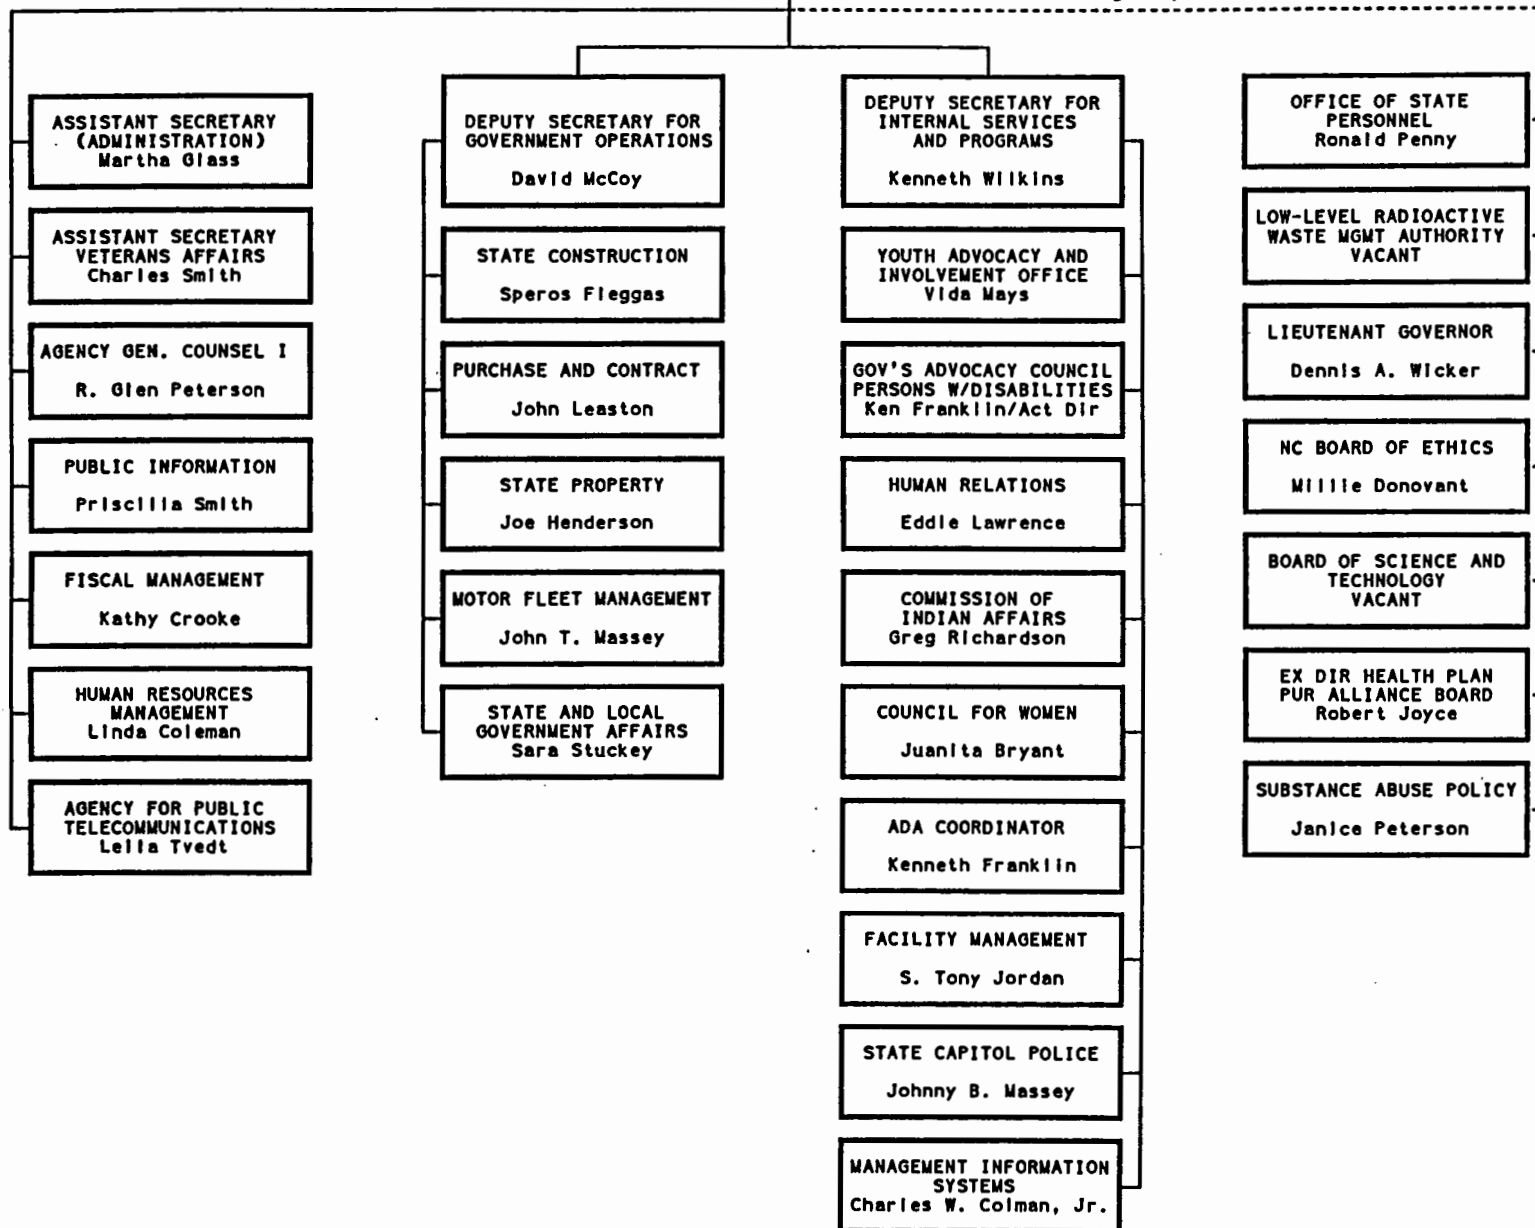 ASSISTANT SECRETARY
(ADMINISTRATION)
Martha Glass
ASSISTANT SECRETARY
VETERANS AFFAIRS
Charles Smith
AGENCY GEN. COUNSEL I
R. Glen Peterson
PUBLIC INFORMATION
Priscilla Smith
FISCAL MANAGEMENT
Kathy Crooke
HUMAN RESOURCES
MANAGEMENT
Linda Coleman
AGENCY FOR PUBLIC
TELECOMMUNICATIONS
Leila Tvedt
DEPUTY SECRETARY FOR
GOVERNMENT OPERATIONS
David McCoy
STATE CONSTRUCTION
Speros Fleggas
PURCHASE AND CONTRACT
John Leaston
STATE PROPERTY
Joe Henderson
MOTOR FLEET MANAGEMENT
John T. Massey
STATE AND LOCAL
GOVERNMENT AFFAIRS
Sara Stuckey
DEPUTY SECRETARY FOR
INTERNAL SERVICES
AND PROGRAMS
Kenneth Wilkins
YOUTH ADVOCACY AND
INVOLVEMENT OFFICE
Vida Mays
GOV'S ADVOCACY COUNCIL
PERSONS W/DISABILITIES
Ken Franklin/Act Dir
HUMAN RELATIONS
Eddie Lawrence
COMMISSION OF
INDIAN AFFAIRS
Greg Richardson
COUNCIL FOR WOMEN
Juanita Bryant
ADA COORDINATOR
Kenneth Franklin
FACILITY MANAGEMENT
S. Tony Jordan
STATE CAPITOL POLICE
Johnny B. Massey
MANAGEMENT INFORMATION
SYSTEMS
Charles W. Colman, Jr.
OFFICE OF STATE
PERSONNEL
Ronald Penny
LOW-LEVEL RADIOACTIVE
WASTE MGMT AUTHORITY
VACANT
LIEUTENANT GOVERNOR
Dennis A. Wicker
NC BOARD OF ETHICS
Millie Donovant
BOARD OF SCIENCE AND
TECHNOLOGY
VACANT
EX DIR HEALTH PLAN
PUR ALLIANCE BOARD
Robert Joyce
SUBSTANCE ABUSE POLICY
Janice Peterson